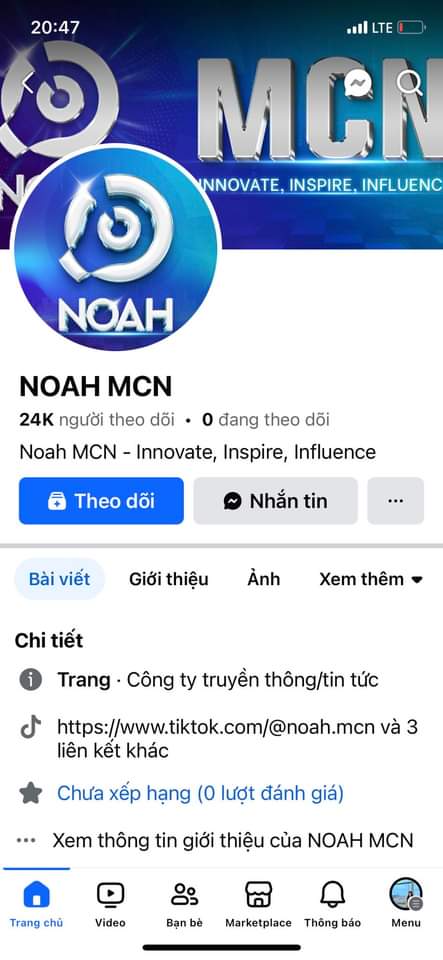 20:47
LTE
MCN
INNOVATE, INSPIRE, INFLUENC
NOAH
NOAH MCN
24K người theo dõi • 0 đang theo dõi
Noah MCN - Innovate, Inspire, Influence
Theo dõi
Nhắn tin
Bài viết
Giới thiệu
Ảnh
Xem thêm
Chi tiết
Trang · Công ty truyền thông/tin tức
https://www.tiktok.com/@noah.mcn và 3
liên kết khác
Chưa xếp hạng (0 lượt đánh giá)
Xem thông tin giới thiệu của NOAH MCN
Trang chủ
Video
Bạn bè
Marketplace
Thông báo
Menu